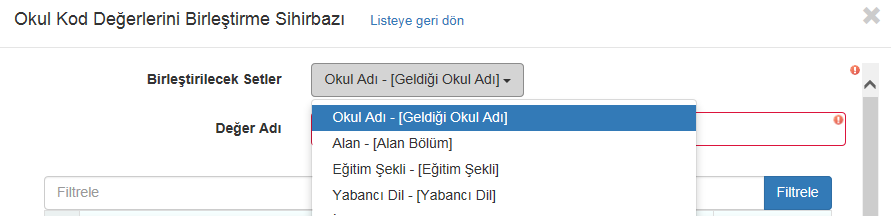 Okul Kod Değerlerini Birleştirme Sihirbazı Listeye geri dön
Birleştirilecek Setler Okul Adı - [Geldiği Okul Adı]
Okul Adı - [Geldiği Okul Adı]
Değer Adı
Alan - [Alan Bölüm]
Eğitim Şekli - [Eğitim Şekli]
Filtrele Yabancı Dil - [Yabancı Dil] Filtrele